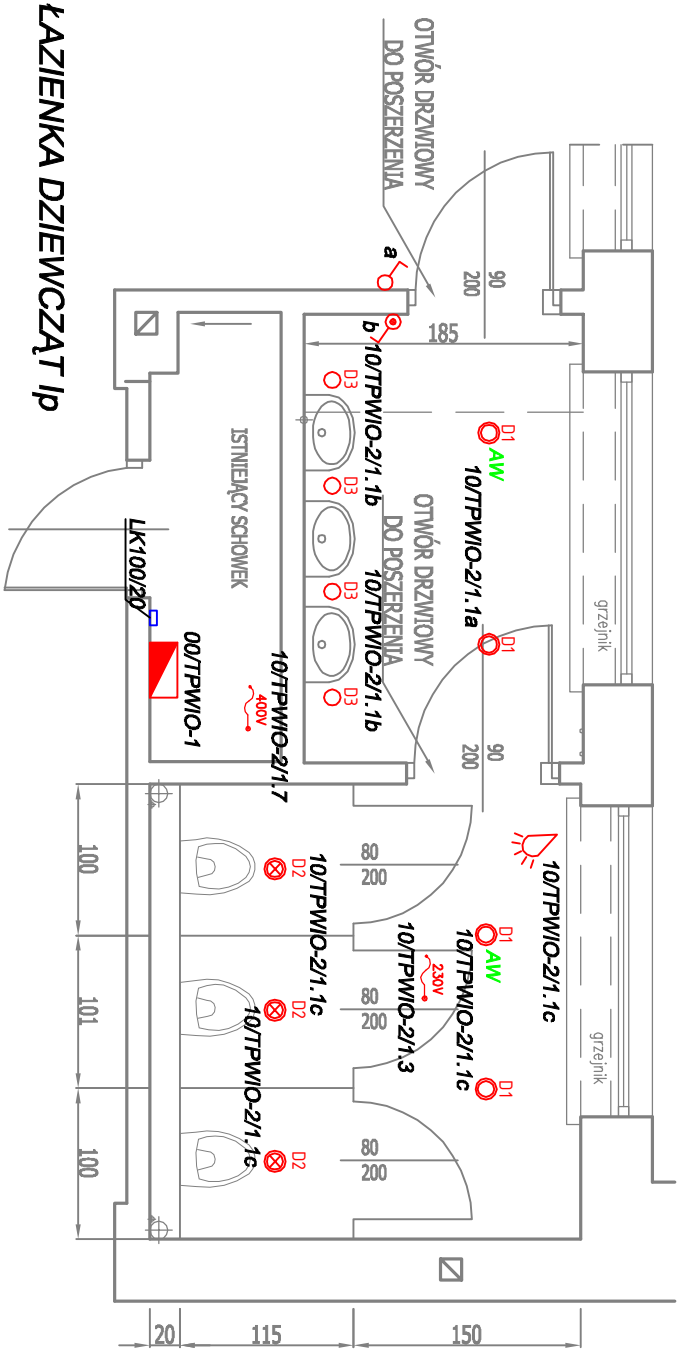 ŁAZIENKA DZIEWCZĄT Ip
OTWÓR DRZWIOWY
DO POSZERZENIA
90
200
a
b
185
10/TPWIO-2/1.1b
D3
D3
D3
D3
10/TPWIO-2/1.1b
D1
AW
10/TPWIO-2/1.1a
D1
grzejnik
OTWÓR DRZWIOWY
DO POSZERZENIA
90
200
ISTNIEJĄCY SCHOWEK
LK100/20
00/TPWIO-1
400V
10/TPWIO-2/1.7
10/TPWIO-2/1.1c
D1
AW
10/TPWIO-2/1.1c
D1
grzejnik
230V
10/TPWIO-2/1.3
80
200
80
200
80
200
D2
10/TPWIO-2/1.1c
D2
10/TPWIO-2/1.1c
D2
100
101
100
20
115
150